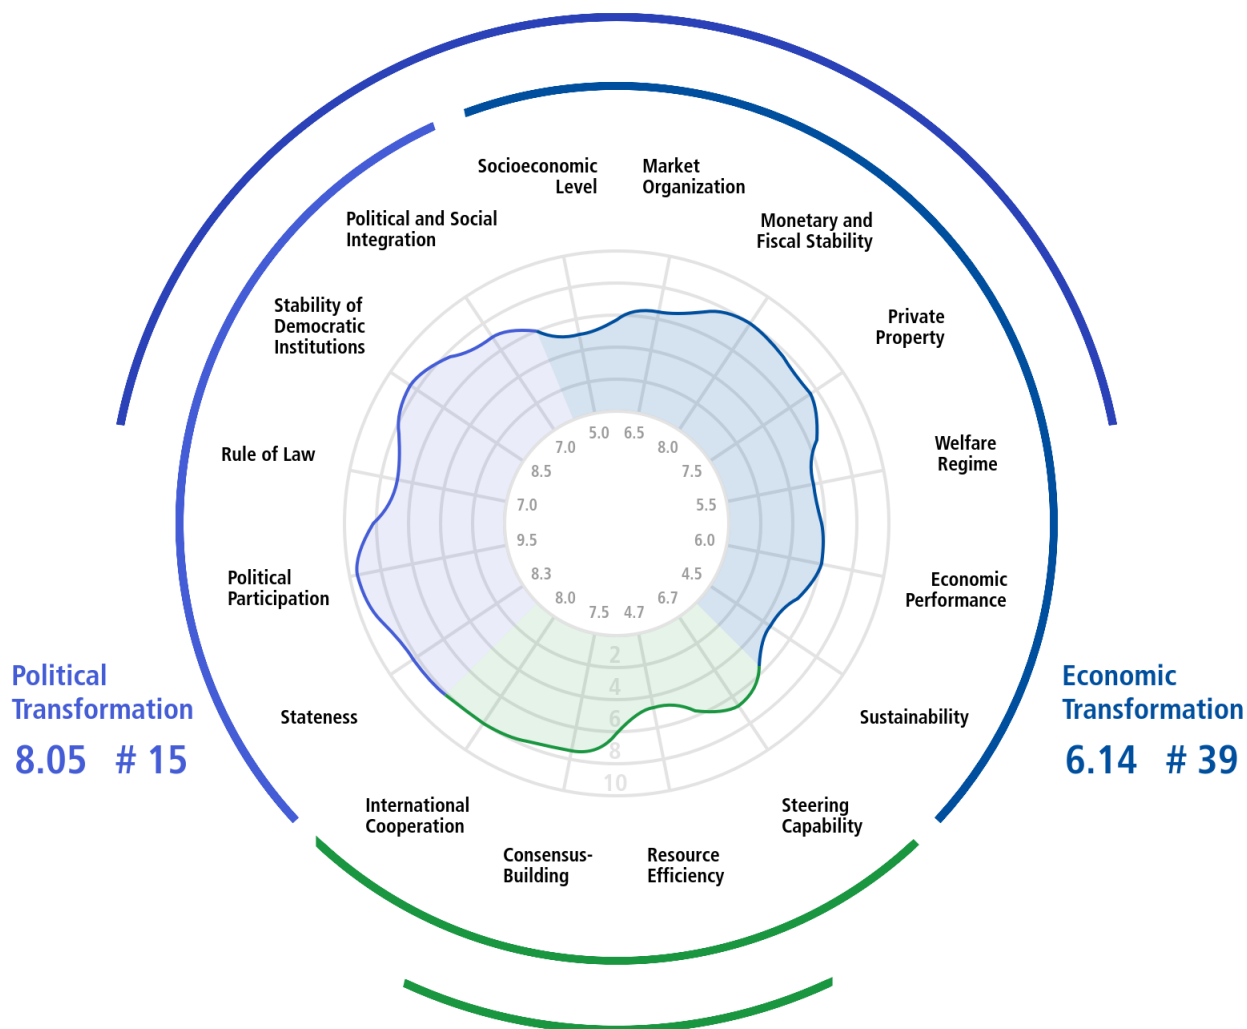 Socioeconomic
Level
Market
Organization
Political and Social
Integration
Monetary and
Fiscal Stability
Stability of
Democratic
Institutions
Private
Property
Rule of Law
Welfare
Regime
Political
Participation
Economic
Performance
Stateness
Sustainability
International
Cooperation
Steering
Capability
Consensus-
Building
Resource
Efficiency
5.0
6.5
7.0
8.0
8.5
7.5
7.0
5.5
9.5
6.0
8.3
4.5
8.0
6.7
7.5
4.7
2
4
6
8
10
Political
Transformation
8.05 # 15
Economic
Transformation
6.14 # 39